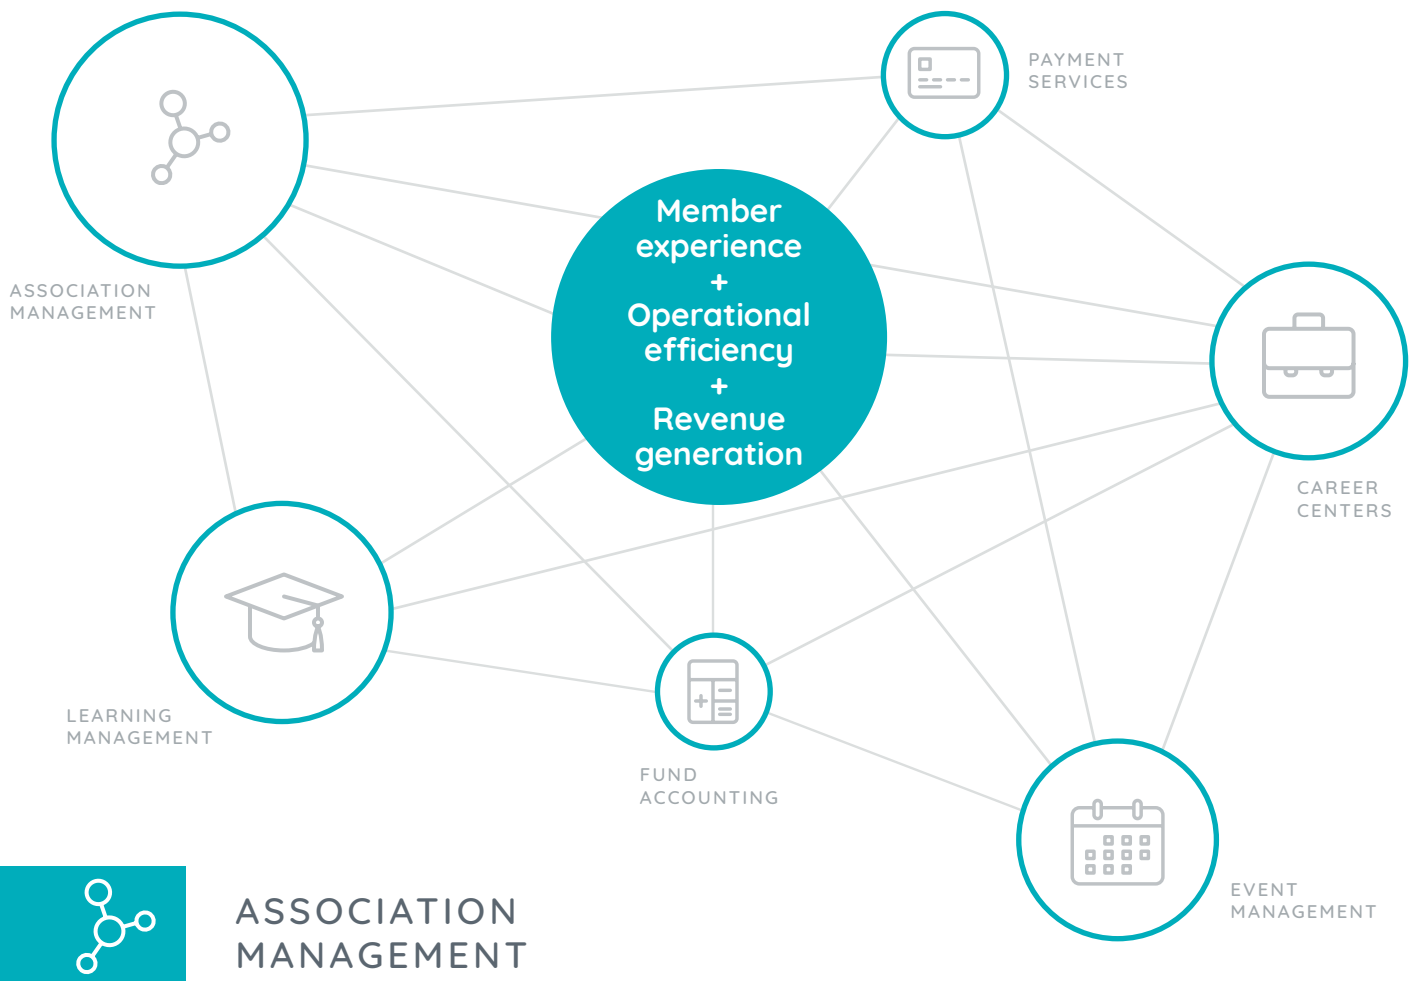 PAYMENT
SERVICES
Member
experience
+
Operational
efficiency
+
Revenue
generation
ASSOCIATION
MANAGEMENT
CAREER
CENTERS
LEARNING
MANAGEMENT
FUND
ACCOUNTING
EVENT
MANAGEMENT
ASSOCIATION
MANAGEMENT